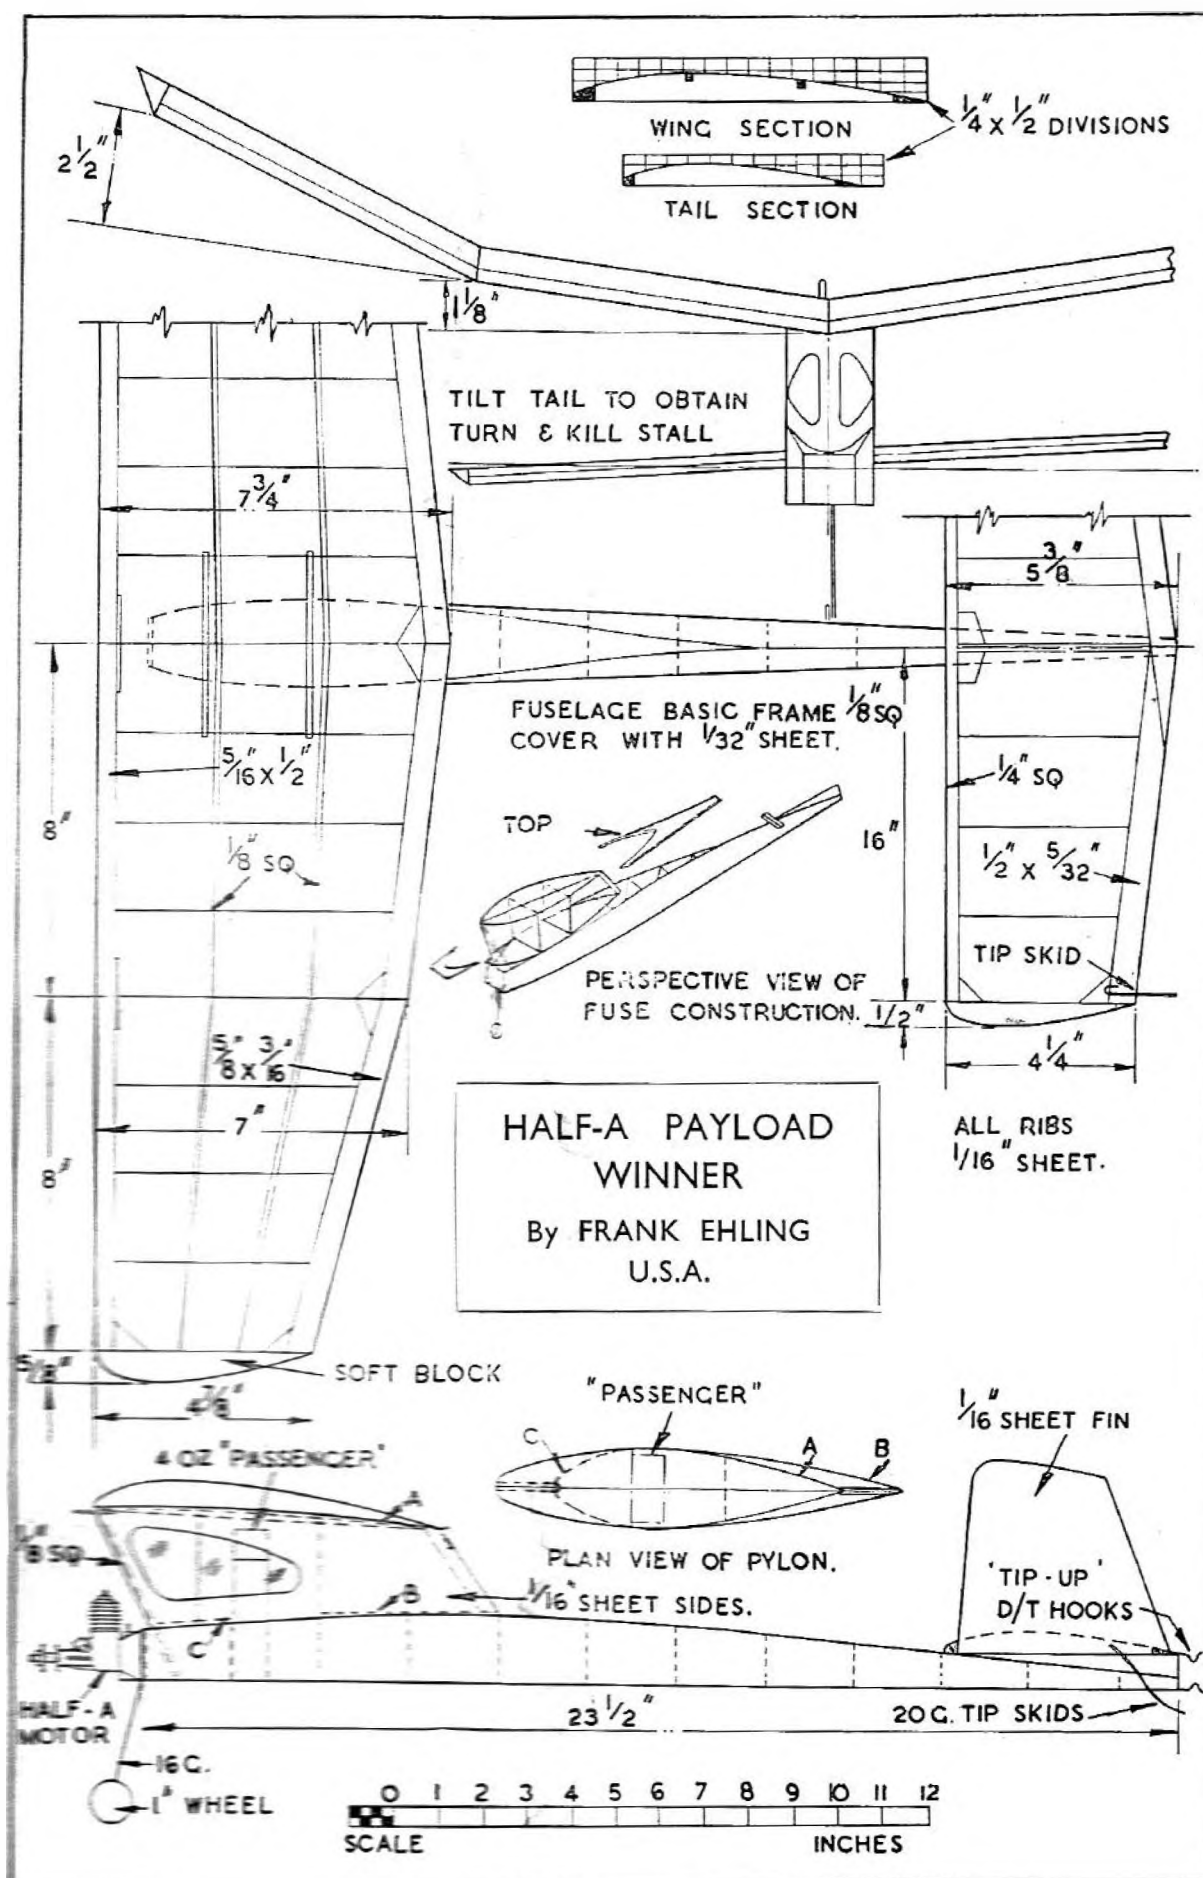 WING SECTION
1/4" X 1/2" DIVISIONS
TAIL SECTION
2 1/2"
1 1/8"
TILT TAIL TO OBTAIN
TURN & KILL STALL
7 3/4"
5 3/8"
FUSELAGE BASIC FRAME 1/8" SQ
COVER WITH 1/32" SHEET.
5/16" X 1/2"
1/4" SQ
8"
TOP
16"
1/8" SQ
1/2" X 5/32"
TIP SKID
PERSPECTIVE VIEW OF
FUSE CONSTRUCTION.
1/2"
4 1/4"
5/8" X 3/16"
7"
8"
HALF-A PAYLOAD
WINNER
By FRANK EHLING
U.S.A.
ALL RIBS
1/16" SHEET.
5/8"
SOFT BLOCK
4 7/8"
"PASSENGER"
1/16" SHEET FIN
4 OZ "PASSENGER"
C
A
B
A
1/8" SQ
PLAN VIEW OF PYLON.
'TIP-UP'
D/T HOOKS
B
1/16" SHEET SIDES.
C
HALF-A
MOTOR
23 1/2"
20G. TIP SKIDS
16G.
1" WHEEL
0 1 2 3 4 5 6 7 8 9 10 11 12
SCALE
INCHES